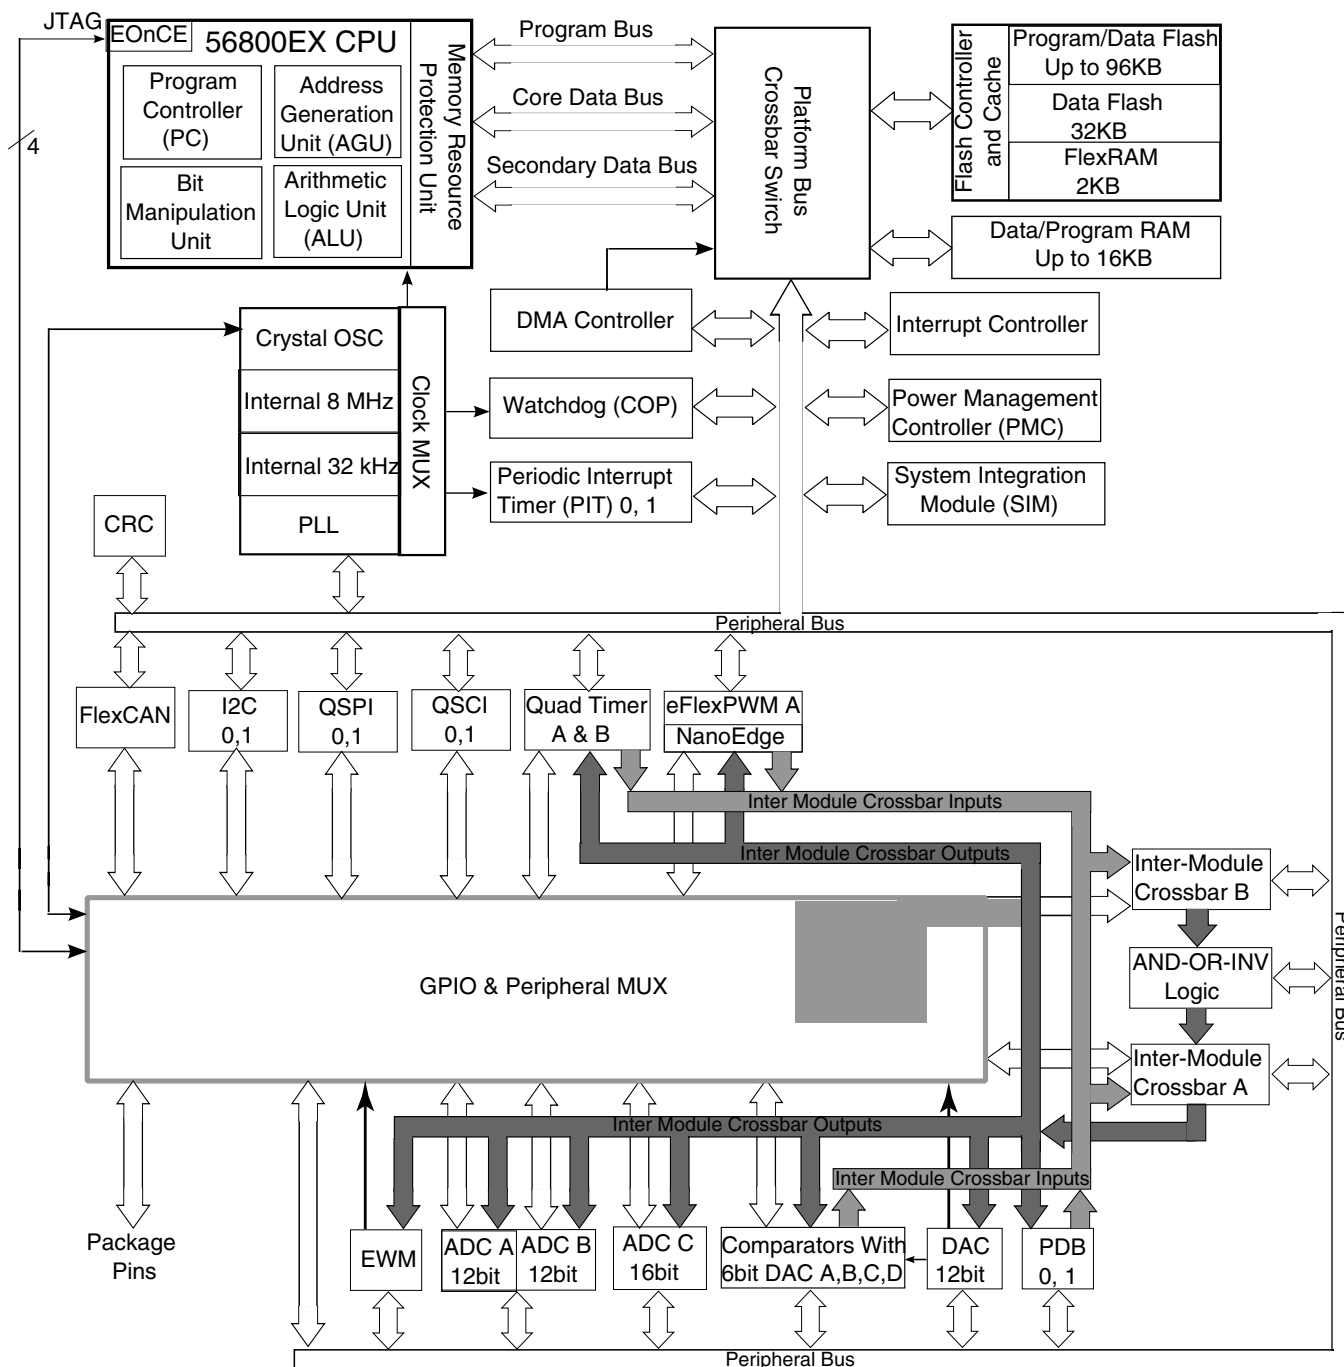 JTAG
EOnCE
56800EX CPU
Program
Controller
(PC)
Address
Generation
Unit (AGU)
Bit
Manipulation
Unit
Arithmetic
Logic Unit
(ALU)
Memory Resource
Protection Unit
4
Program Bus
Core Data Bus
Secondary Data Bus
Platform Bus
Crossbar Swirch
Flash Controller
and Cache
Program/Data Flash
Up to 96KB
Data Flash
32KB
FlexRAM
2KB
Data/Program RAM
Up to 16KB
Crystal OSC
Internal 8 MHz
Internal 32 kHz
PLL
Clock MUX
DMA Controller
Watchdog (COP)
Periodic Interrupt
Timer (PIT) 0, 1
Interrupt Controller
Power Management
Controller (PMC)
System Integration
Module (SIM)
CRC
Peripheral Bus
FlexCAN
I2C
0,1
QSPI
0,1
QSCI
0,1
Quad Timer
A & B
eFlexPWM A
NanoEdge
Inter Module Crossbar Inputs
Inter Module Crossbar Outputs
Inter-Module
Crossbar B
AND-OR-INV
Logic
Inter-Module
Crossbar A
Peripheral Bus
GPIO & Peripheral MUX
Inter Module Crossbar Outputs
Inter Module Crossbar Inputs
Package
Pins
EWM
ADC A
12bit
ADC B
12bit
ADC C
16bit
Comparators With
6bit DAC A,B,C,D
DAC
12bit
PDB
0, 1
Peripheral Bus